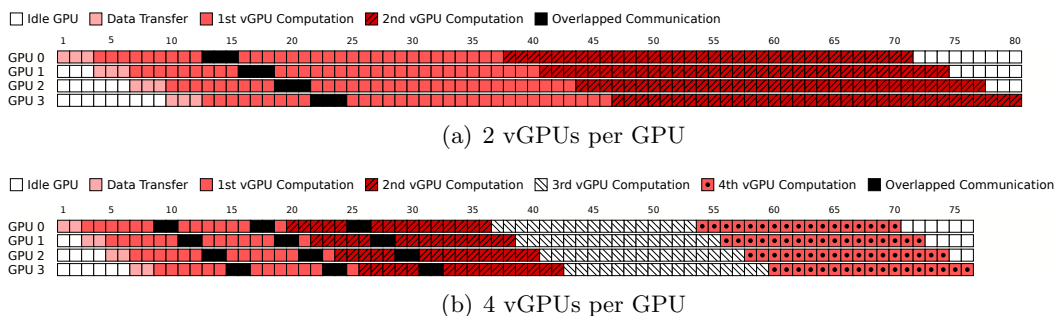 Idle GPU Data Transfer 1st vGPU Computation 2nd vGPU Computation Overlapped Communication
1 5 10 15 20 25 30 35 40 45 50 55 60 65 70 75 80
GPU 0
GPU 1
GPU 2
GPU 3
(a) 2 vGPUs per GPU
Idle GPU Data Transfer 1st vGPU Computation 2nd vGPU Computation 3rd vGPU Computation 4th vGPU Computation Overlapped Communication
1 5 10 15 20 25 30 35 40 45 50 55 60 65 70 75
GPU 0
GPU 1
GPU 2
GPU 3
(b) 4 vGPUs per GPU